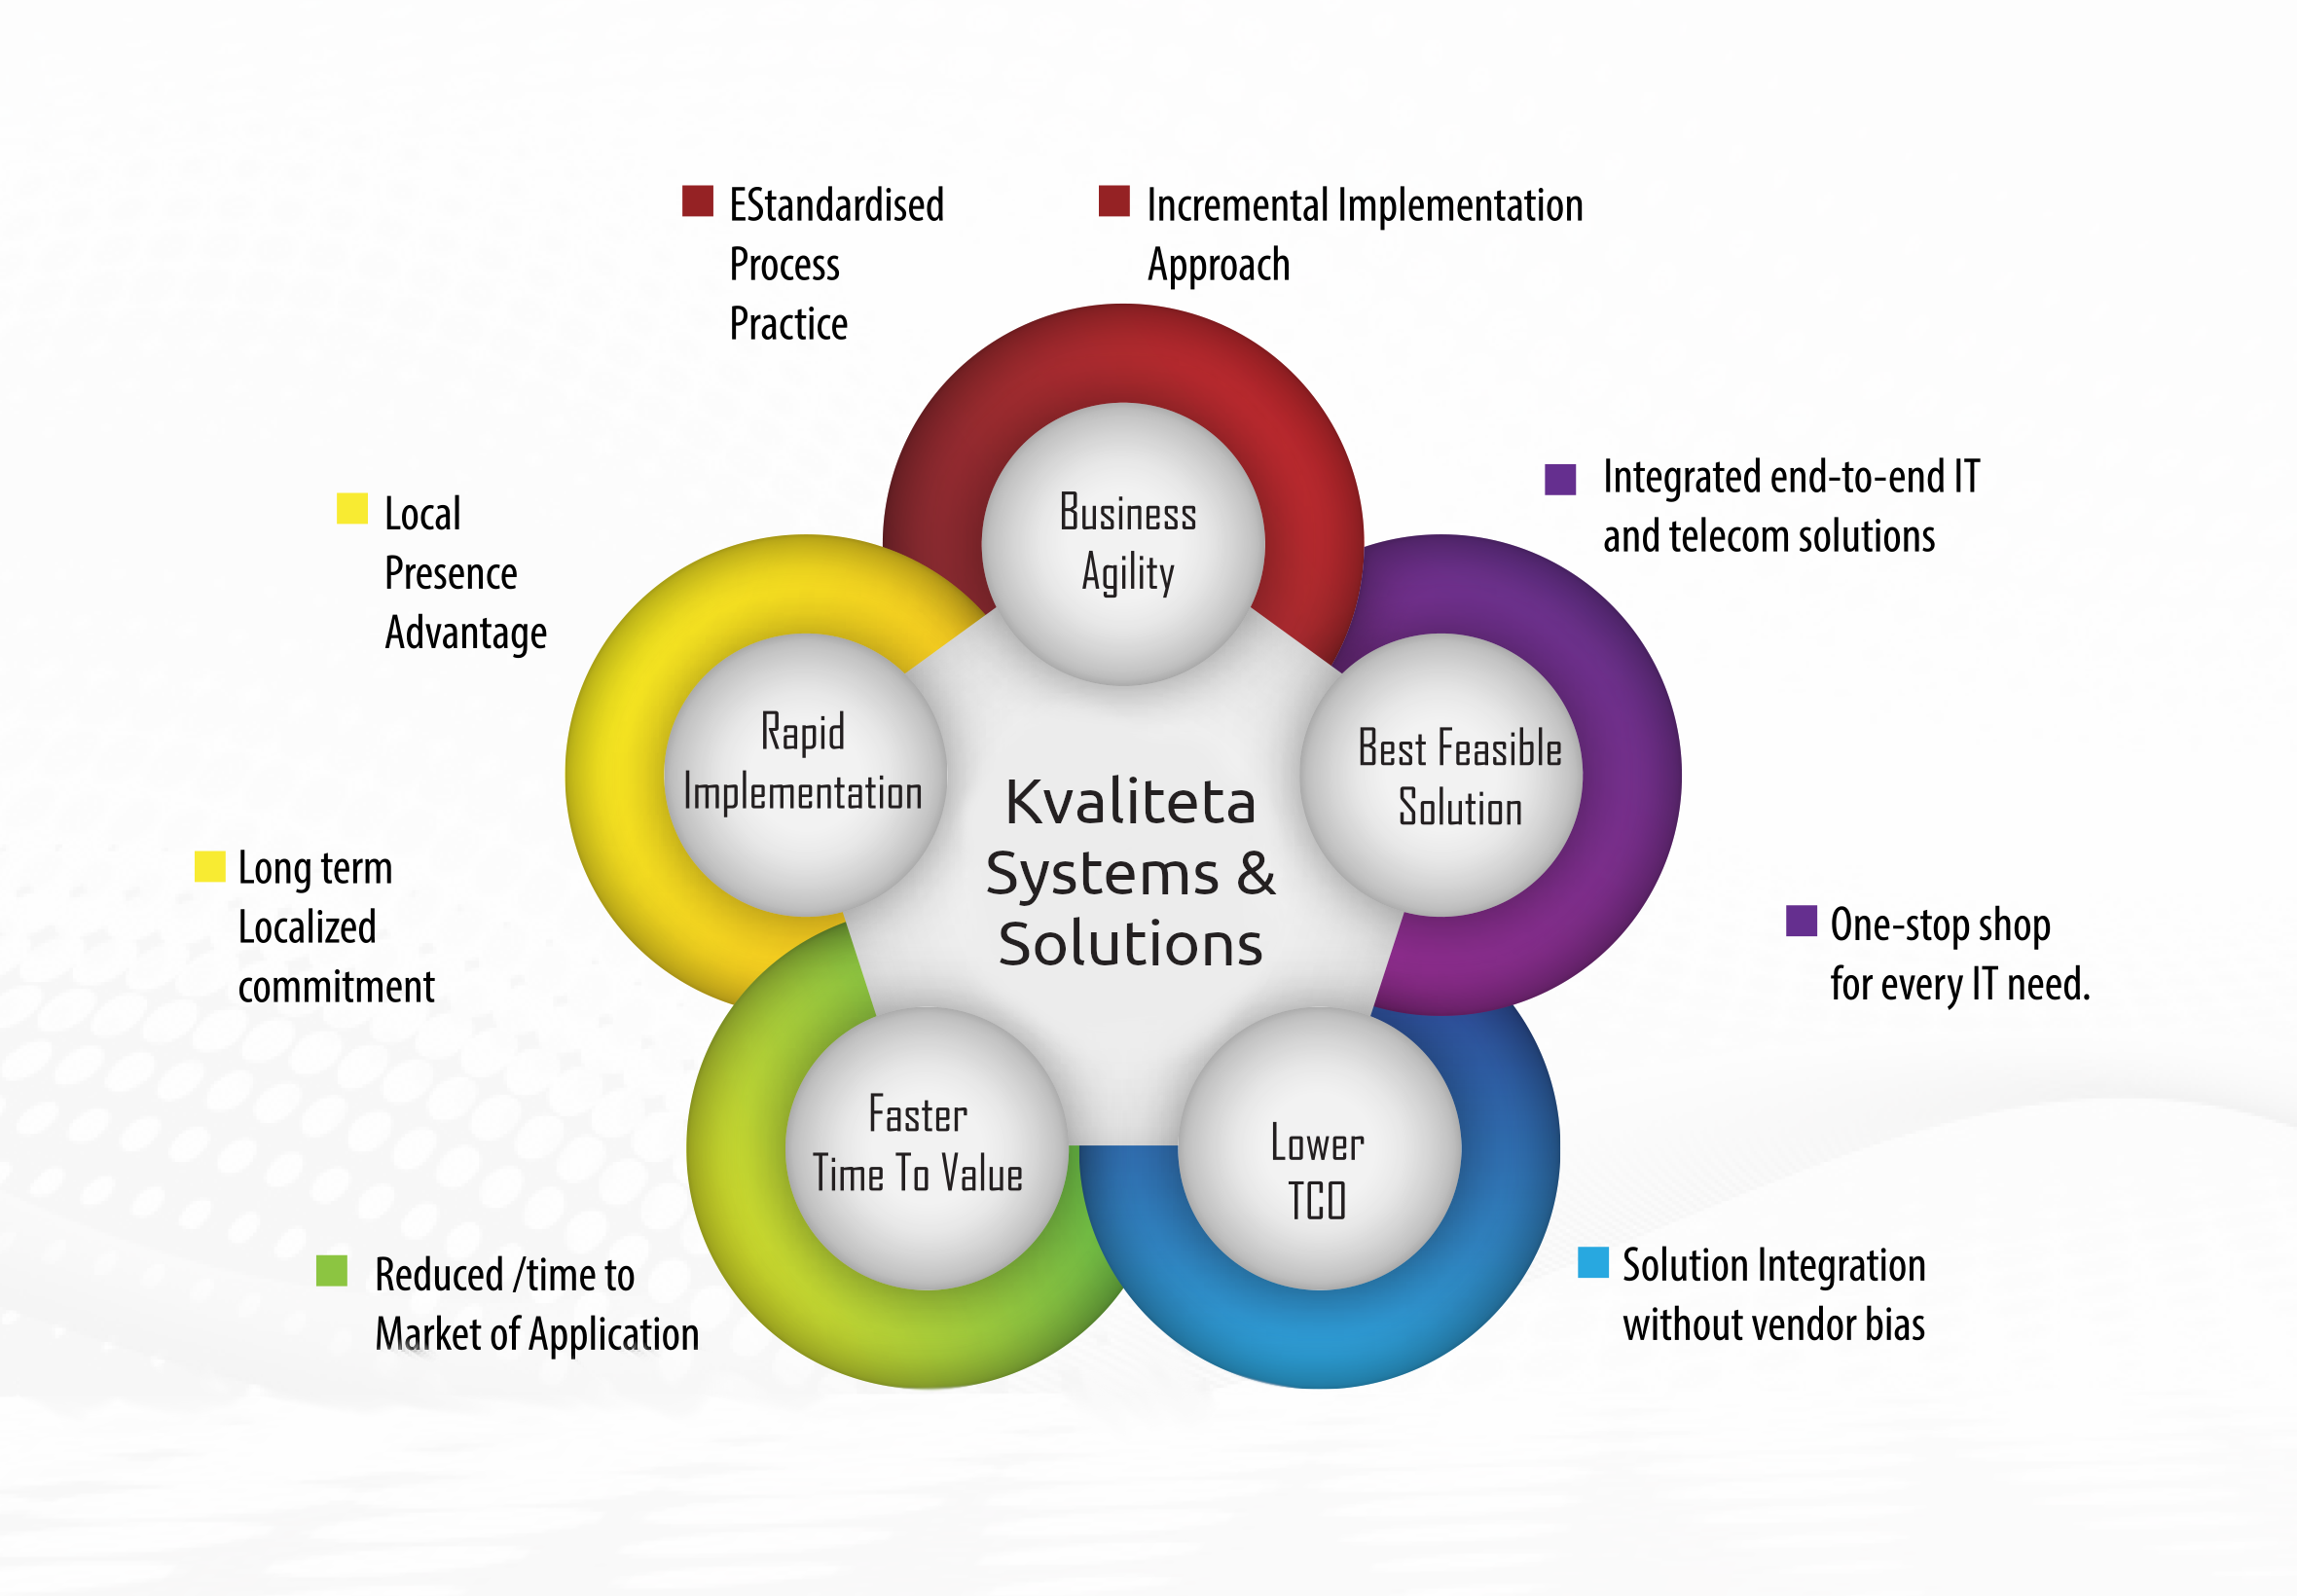 EStandardised
Process
Practice
Incremental Implementation
Approach
Business
Agility
Integrated end-to-end IT
and telecom solutions
Local
Presence
Advantage
Rapid
Implementation
Best Feasible
Solution
Kvaliteta
Systems &
Solutions
Long term
Localized
commitment
One-stop shop
for every IT need.
Faster
Time To Value
Lower
TCO
Reduced /time to
Market of Application
Solution Integration
without vendor bias